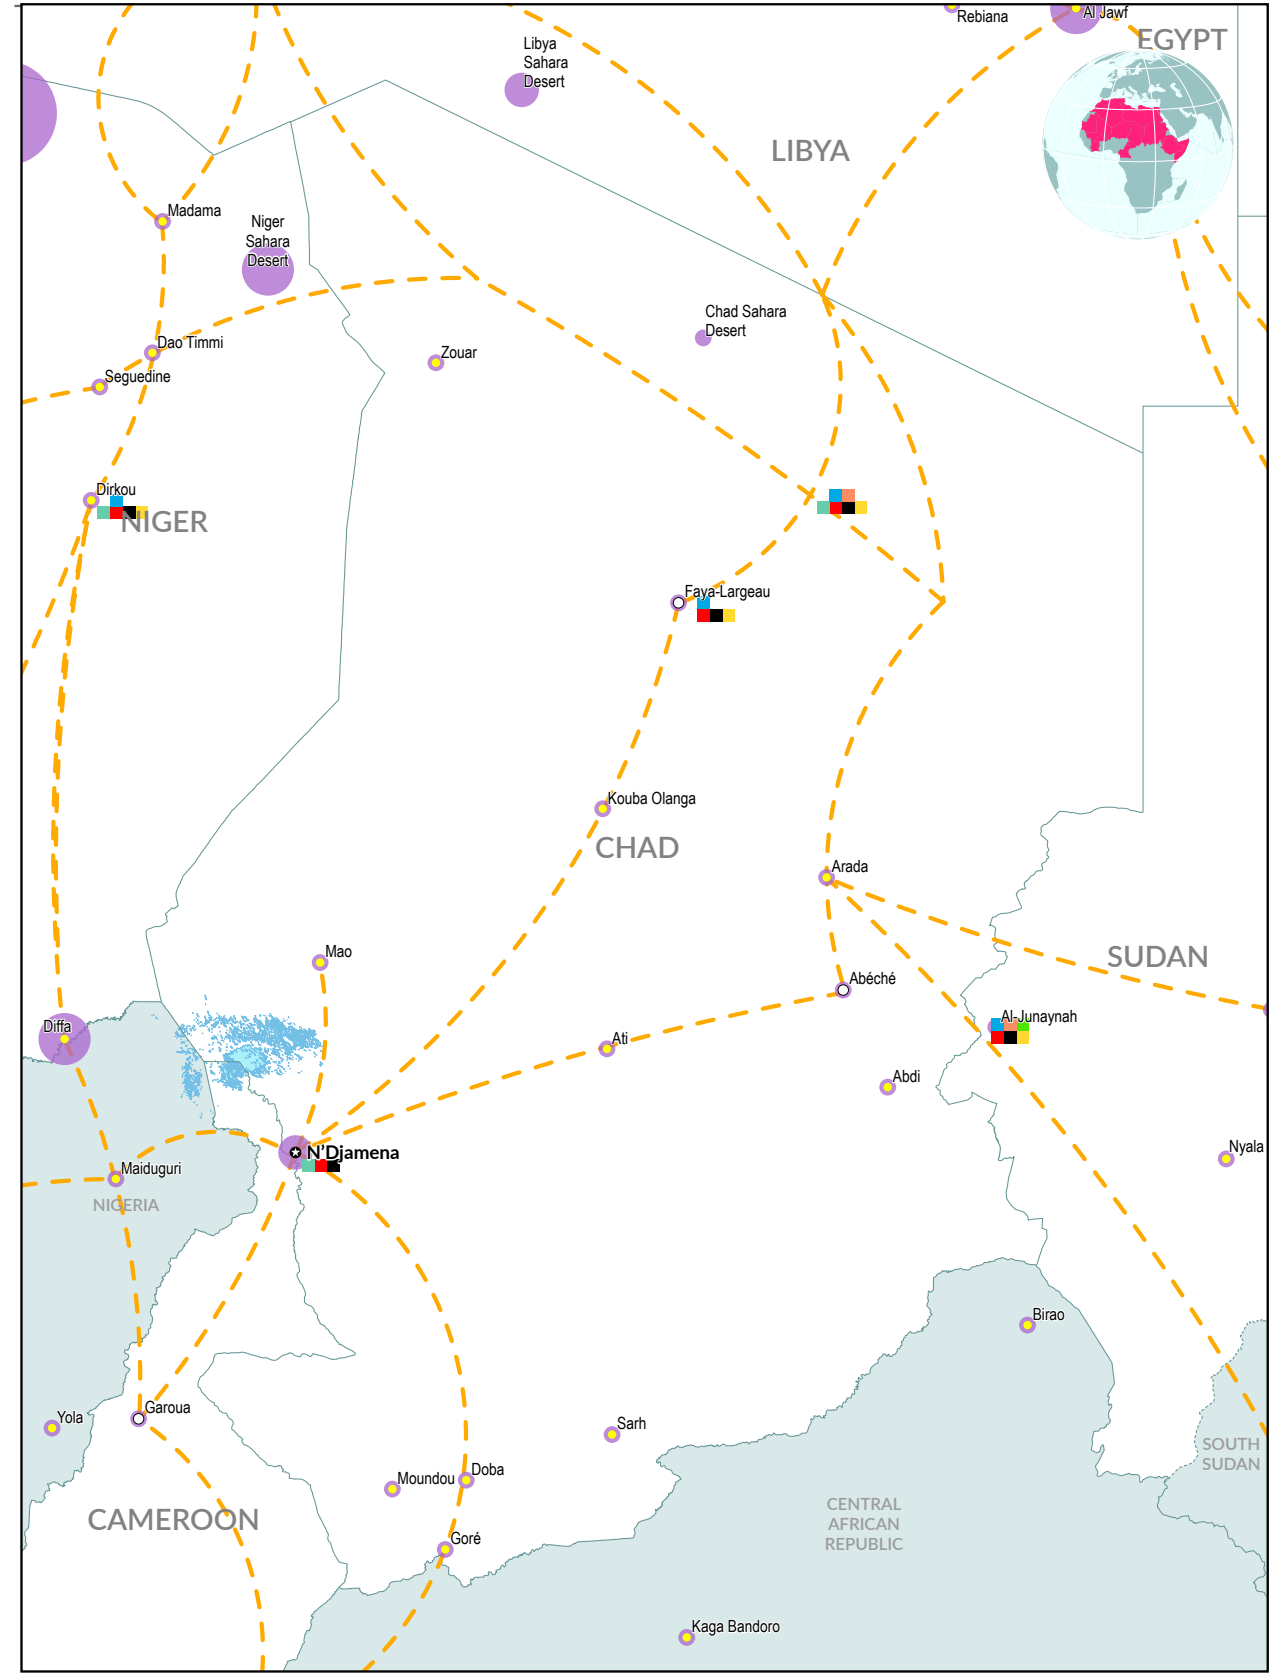 Rebiana
Al Jawf
EGYPT
Libya
Sahara
Desert
LIBYA
Madama
Niger
Sahara
Desert
Chad Sahara
Desert
Dao Timmi
Zouar
Seguedine
Dirkou
NIGER
Faya-Largeau
Kouba Olanga
CHAD
Arada
Mao
SUDAN
Abéché
Diffa
Al-Junaynah
Ati
Abdi
N'Djamena
Nyala
Maiduguri
NIGERIA
Birao
Garoua
Yola
Sarh
SOUTH
SUDAN
Moundou
Doba
CENTRAL
AFRICAN
REPUBLIC
CAMEROON
Goré
Kaga Bandoro